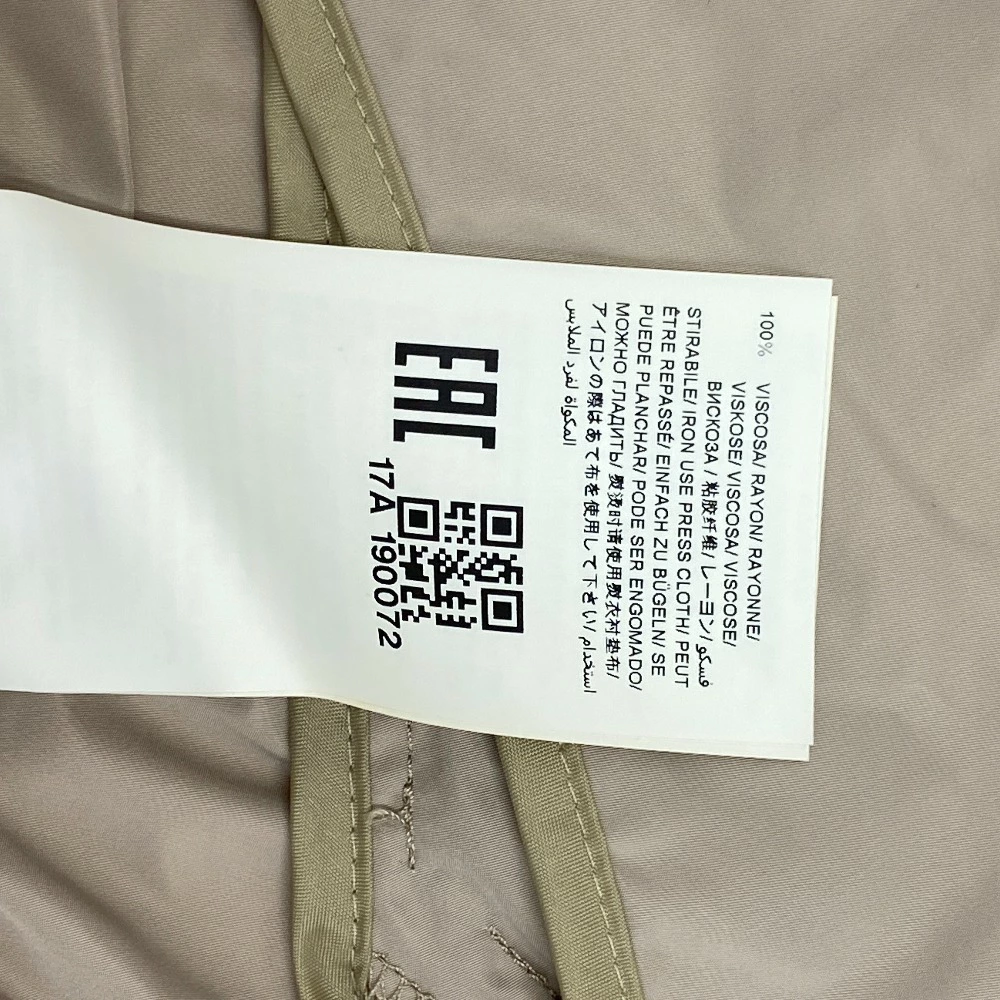 100% VISCOSA/ RAYON/ RAYONNE/
VISKOSE/ VISCOSA/ VISCOSE/
ВИСКОЗА / 粘胶纤维/ レーヨン/ فسكو
STIRABILE/ IRON USE PRESS CLOTH/ PEUT
ÊTRE REPASSÉ/ EINFACH ZU BÜGELN/ SE
PUEDE PLANCHAR/ PODE SER ENGOMADO/
МОЖНО ГЛАДИТЬ/ 熨烫时请使用熨衣衬垫布/
アイロンの際はあて布を使用して下さい/ استخدام
المكواة لفرد الملابس
EAC
17A 190072